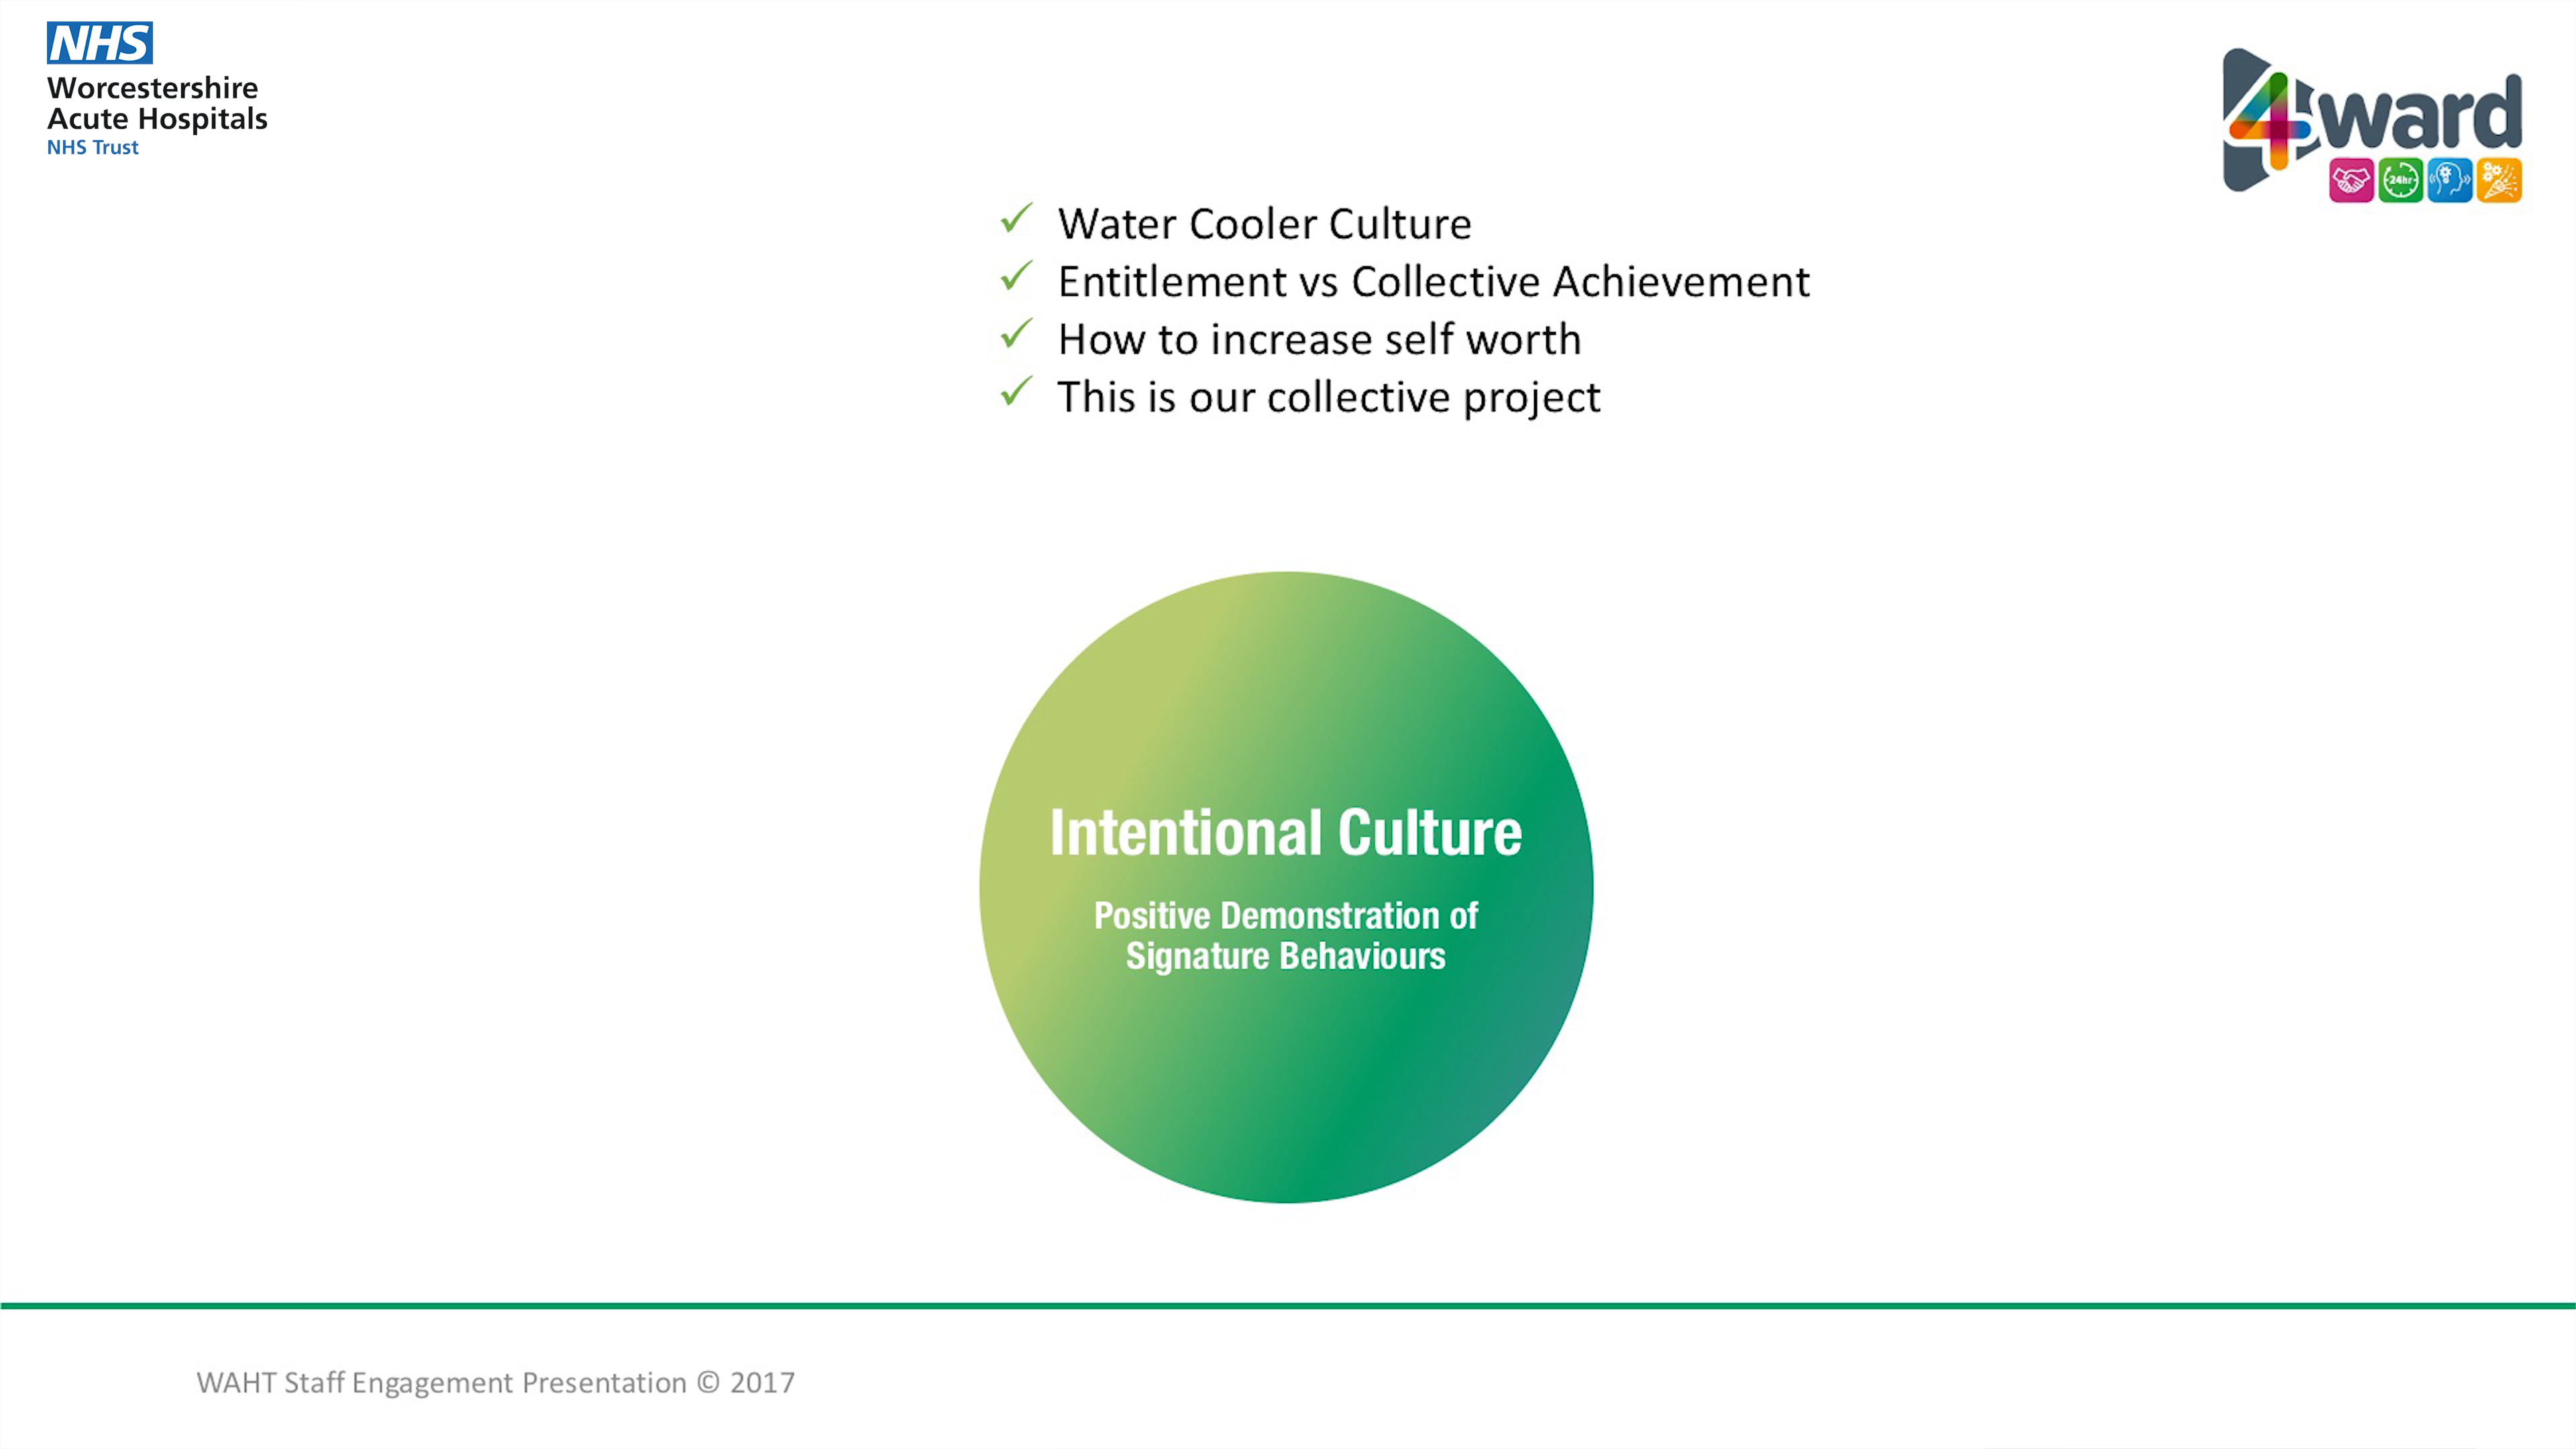 NHS
Worcestershire
Acute Hospitals
NHS Trust
4ward
24hr
Water Cooler Culture
Entitlement vs Collective Achievement
How to increase self worth
This is our collective project
Intentional Culture
Positive Demonstration of
Signature Behaviours
WAHT Staff Engagement Presentation © 2017